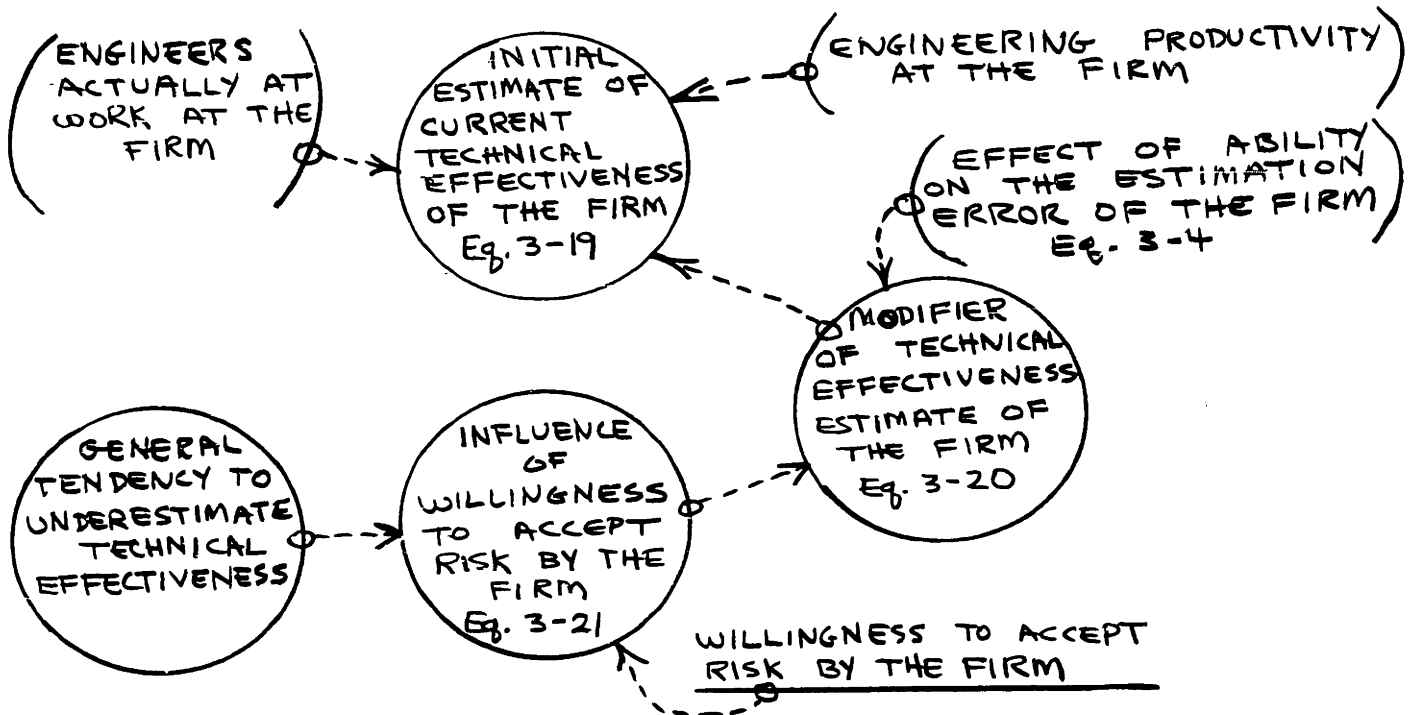 ENGINEERS
ACTUALLY AT
WORK AT THE
FIRM
INITIAL
ESTIMATE OF
CURRENT
TECHNICAL
EFFECTIVENESS
OF THE FIRM
Eq. 3-19
ENGINEERING PRODUCTIVITY
AT THE FIRM
EFFECT OF ABILITY
ON THE ESTIMATION
ERROR OF THE FIRM
Eq. 3-4
MODIFIER
OF TECHNICAL
EFFECTIVENESS
ESTIMATE OF
THE FIRM
Eq. 3-20
GENERAL
TENDENCY TO
UNDERESTIMATE
TECHNICAL
EFFECTIVENESS
INFLUENCE
OF
WILLINGNESS
TO ACCEPT
RISK BY THE
FIRM
Eq. 3-21
WILLINGNESS TO ACCEPT
RISK BY THE FIRM